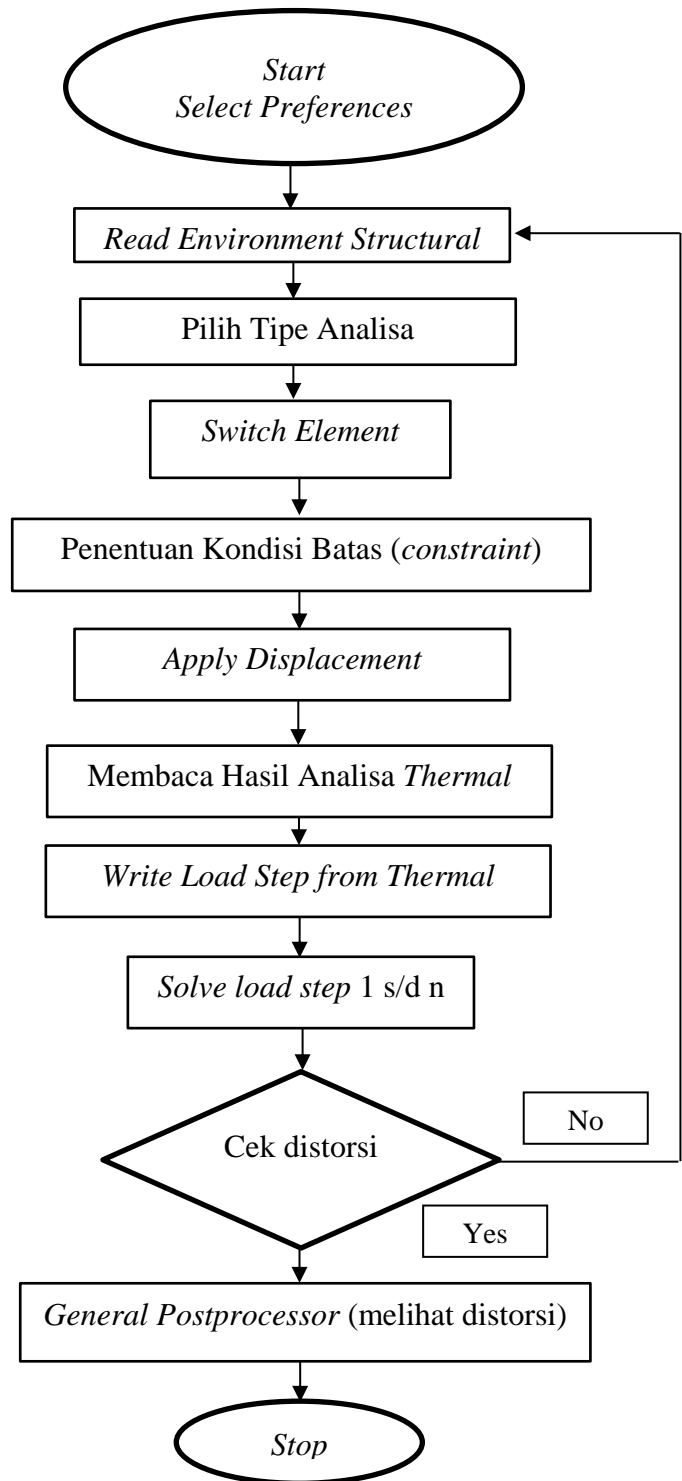 Start
Select Preferences
Read Environment Structural
Pilih Tipe Analisa
Switch Element
Penentuan Kondisi Batas (constraint)
Apply Displacement
Membaca Hasil Analisa Thermal
Write Load Step from Thermal
Solve load step 1 s/d n
Cek distorsi
No
Yes
General Postprocessor (melihat distorsi)
Stop